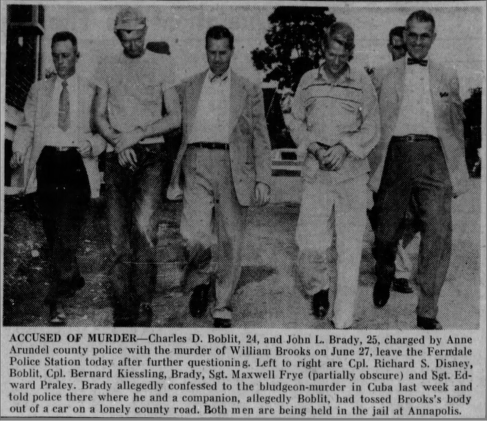 ACCUSED OF MURDER—Charles D. Boblit, 24, and John L. Brady, 25, charged by Anne
Arundel county police with the murder of William Brooks on June 27, leave the Ferndale
Police Station today after further questioning. Left to right are Cpl. Richard S. Disney,
Boblit, Cpl. Bernard Kiessling, Brady, Sgt. Maxwell Frye (partially obscure) and Sgt. Ed-
ward Praley. Brady allegedly confessed to the bludgeon-murder in Cuba last week and
told police there where he and a companion, allegedly Boblit, had tossed Brooks's body
out of a car on a lonely county road. Both men are being held in the jail at Annapolis.